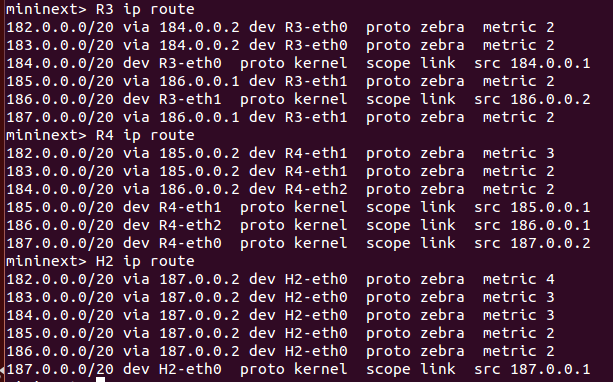 mininext> R3 ip route
182.0.0.0/20 via 184.0.0.2 dev R3-eth0  proto zebra  metric 2
183.0.0.0/20 via 184.0.0.2 dev R3-eth0  proto zebra  metric 2
184.0.0.0/20 dev R3-eth0  proto kernel  scope link  src 184.0.0.1
185.0.0.0/20 via 186.0.0.1 dev R3-eth1  proto zebra  metric 2
186.0.0.0/20 dev R3-eth1  proto kernel  scope link  src 186.0.0.2
187.0.0.0/20 via 186.0.0.1 dev R3-eth1  proto zebra  metric 2
mininext> R4 ip route
182.0.0.0/20 via 185.0.0.2 dev R4-eth1  proto zebra  metric 3
183.0.0.0/20 via 185.0.0.2 dev R4-eth1  proto zebra  metric 2
184.0.0.0/20 via 186.0.0.2 dev R4-eth2  proto zebra  metric 2
185.0.0.0/20 dev R4-eth1  proto kernel  scope link  src 185.0.0.1
186.0.0.0/20 dev R4-eth2  proto kernel  scope link  src 186.0.0.1
187.0.0.0/20 dev R4-eth0  proto kernel  scope link  src 187.0.0.2
mininext> H2 ip route
182.0.0.0/20 via 187.0.0.2 dev H2-eth0  proto zebra  metric 4
183.0.0.0/20 via 187.0.0.2 dev H2-eth0  proto zebra  metric 3
184.0.0.0/20 via 187.0.0.2 dev H2-eth0  proto zebra  metric 3
185.0.0.0/20 via 187.0.0.2 dev H2-eth0  proto zebra  metric 2
186.0.0.0/20 via 187.0.0.2 dev H2-eth0  proto zebra  metric 2
187.0.0.0/20 dev H2-eth0  proto kernel  scope link  src 187.0.0.1